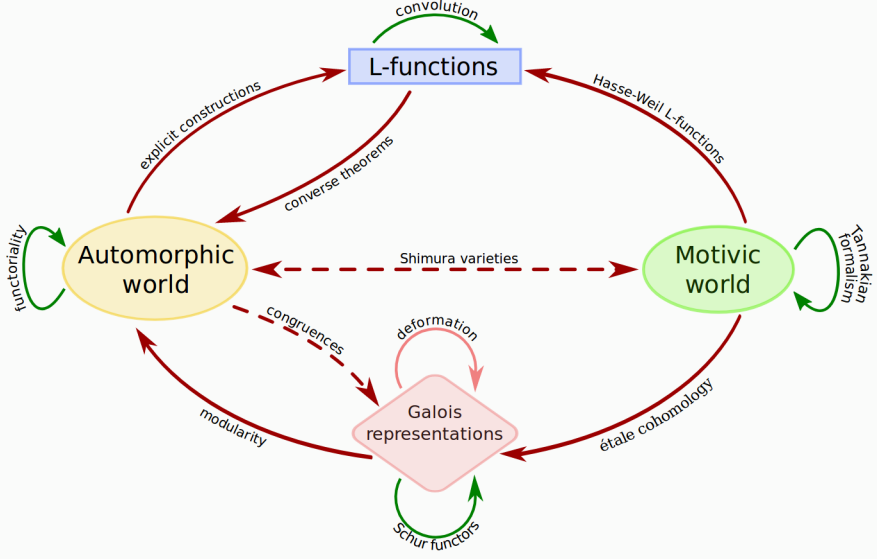 convolution
L-functions
explicit constructions
Hasse-Weil L-functions
converse theorems
functoriality
Automorphic
world
Shimura varieties
Motivic
world
Tannakian
formalism
congruences
deformation
Galois
representations
modularity
étale cohomology
Schur functors